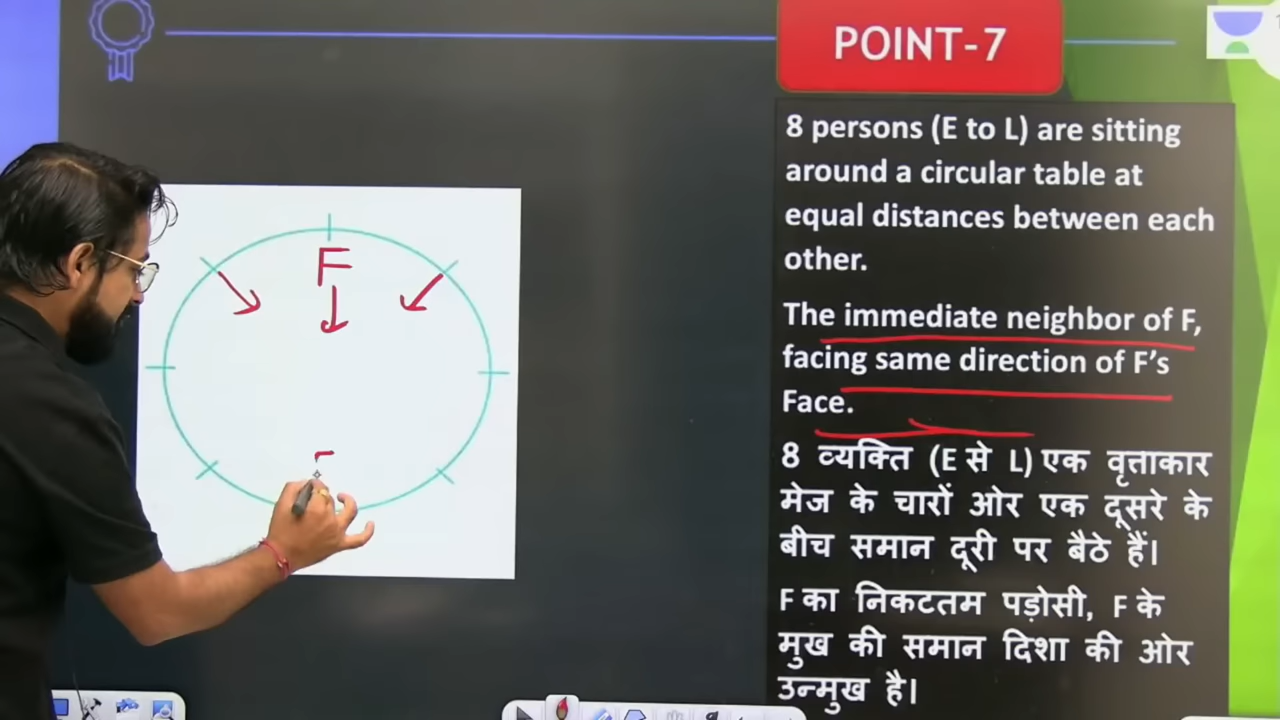 POINT-7
8 persons (E to L) are sitting
around a circular table at
equal distances between each
other.
The immediate neighbor of F,
facing same direction of F's
Face.
8 व्यक्ति (E से L) एक वृत्ताकार
मेज के चारों ओर एक दूसरे के
बीच समान दूरी पर बैठे हैं।
F का निकटतम पड़ोसी, F के
मुख की समान दिशा की ओर
उन्मुख है।
F